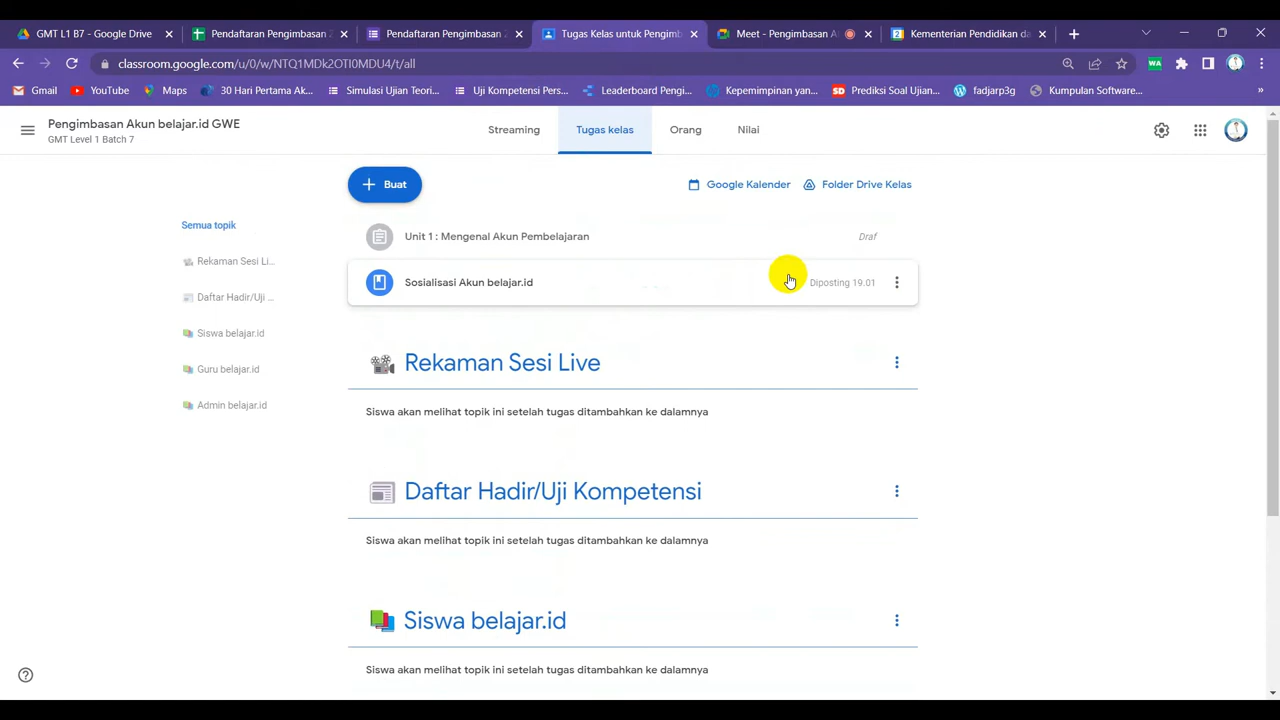 GMT L1 B7 - Google Drive
Pendaftaran Pengimbasan
Pendaftaran Pengimbasan 2
Tugas Kelas untuk Pengimb
Meet - Pengimbasan A
Kementerian Pendidikan da
classroom.google.com/u/0/w/NTQ1MDk2OTI0MDU4/t/all
Gmail
YouTube
Maps
30 Hari Pertama Ak...
Simulasi Ujian Teori...
Uji Kompetensi Pers...
Leaderboard Pengi...
Kepemimpinan yan...
SD Prediksi Soal Ujian...
fadjarp3g
Kumpulan Software...
»
Pengimbasan Akun belajar.id GWE
GMT Level 1 Batch 7
Streaming
Tugas kelas
Orang
Nilai
+ Buat
Google Kalender
Folder Drive Kelas
Semua topik
Rekaman Sesi Li...
Daftar Hadir/Uji ...
Siswa belajar.id
Guru belajar.id
Admin belajar.id
Unit 1 : Mengenal Akun Pembelajaran
Draf
Sosialisasi Akun belajar.id
Diposting 19.01
Rekaman Sesi Live
Siswa akan melihat topik ini setelah tugas ditambahkan ke dalamnya
Daftar Hadir/Uji Kompetensi
Siswa akan melihat topik ini setelah tugas ditambahkan ke dalamnya
Siswa belajar.id
Siswa akan melihat topik ini setelah tugas ditambahkan ke dalamnya